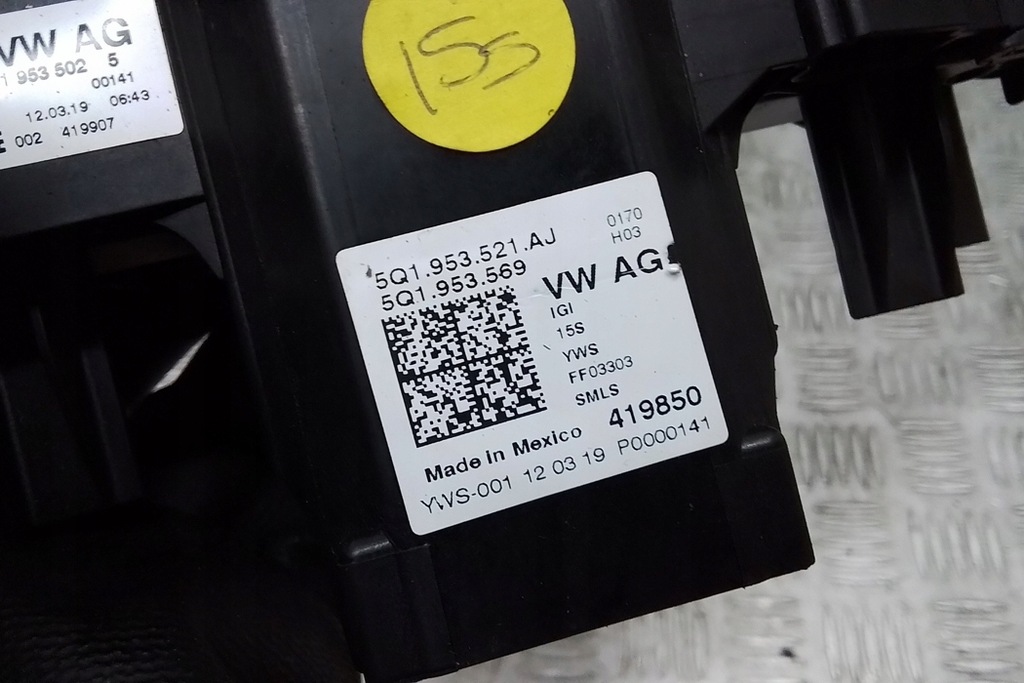 VW AG
1 953 502 5
00141
12.03.19 06:43
002 419907
15S
5Q1.953.521.AJ
5Q1.953.569
0170
H03
VW AG
IGI
15S
YWS
FF03303
SMLS
419850
Made in Mexico
YWS-001 12 03 19 P0000141